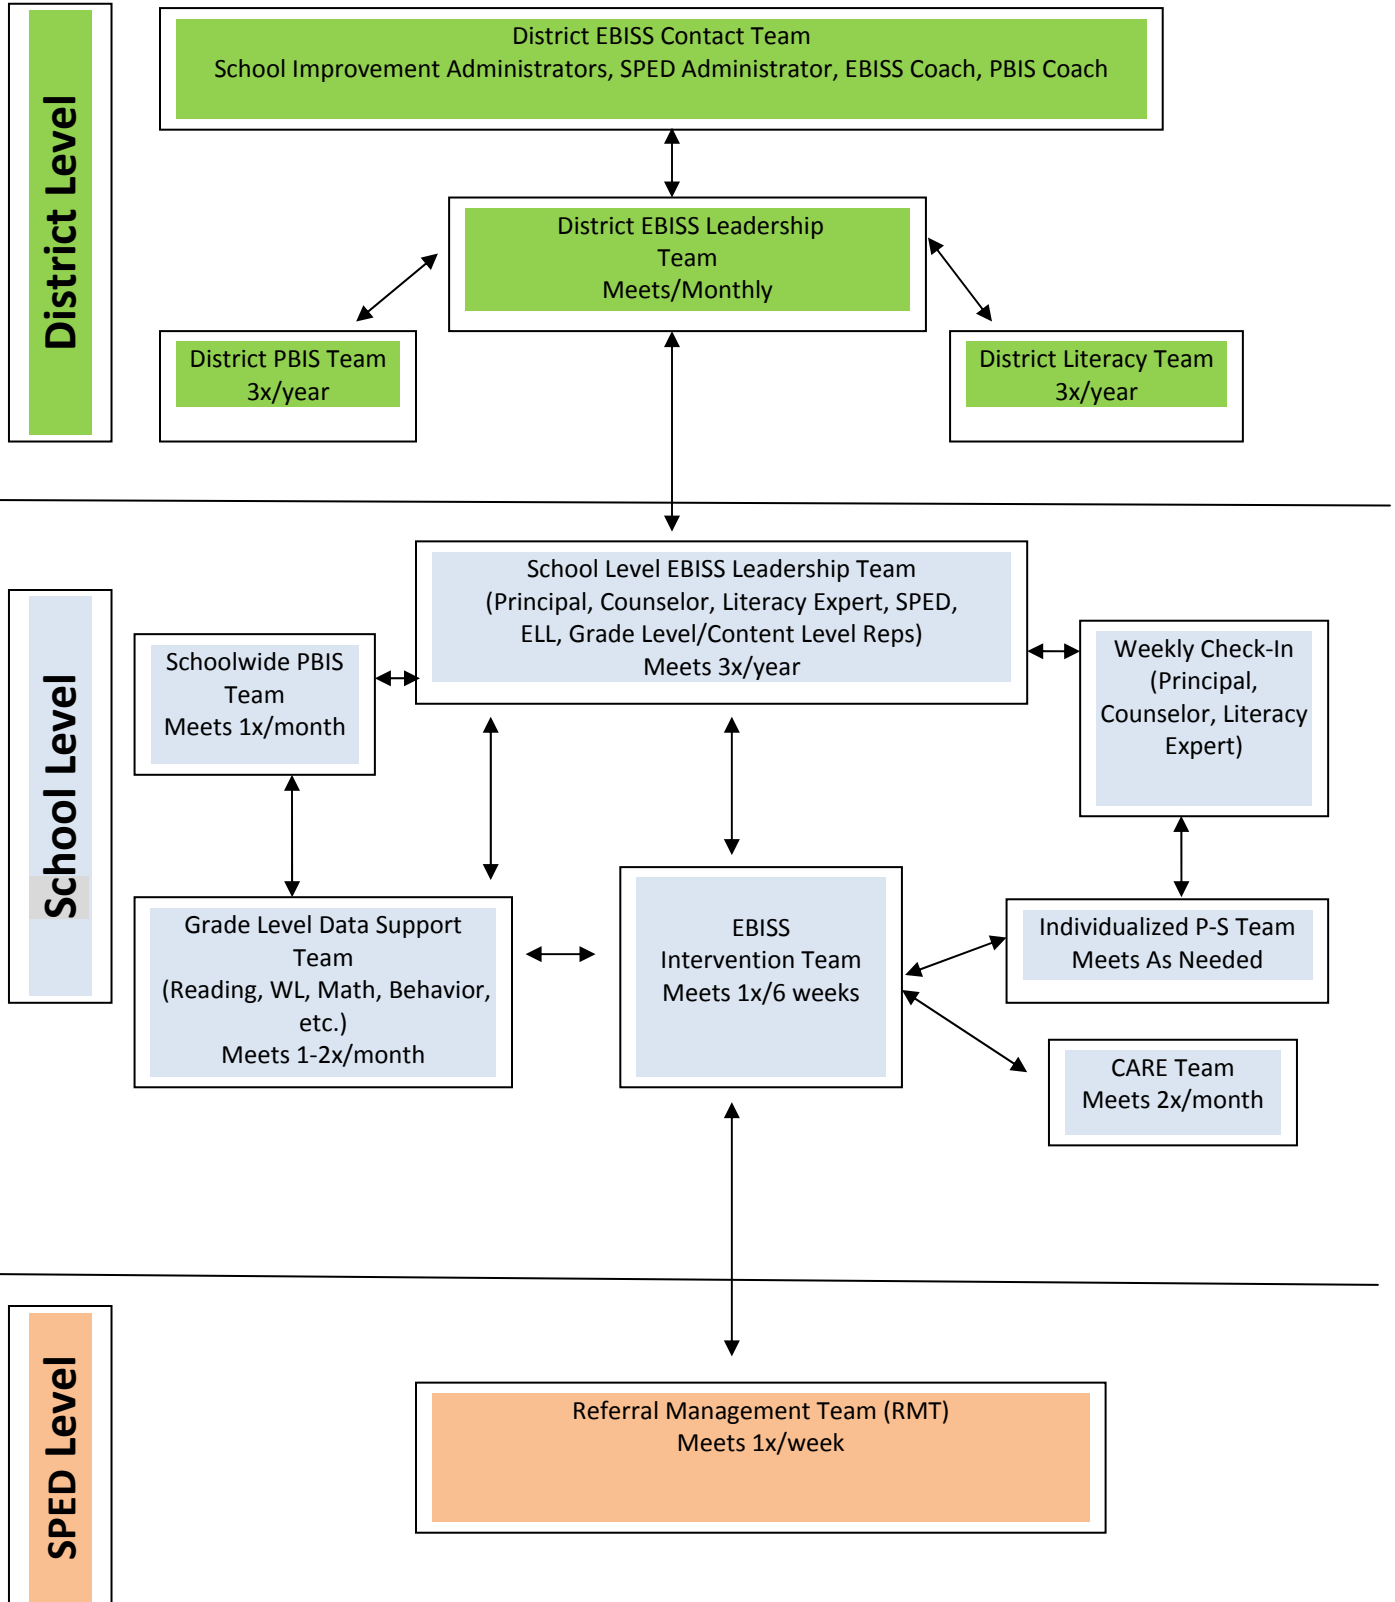 District Level
District EBISS Contact Team
School Improvement Administrators, SPED Administrator, EBISS Coach, PBIS Coach
District EBISS Leadership
Team
Meets/Monthly
District PBIS Team
3x/year
District Literacy Team
3x/year
School Level
School Level EBISS Leadership Team
(Principal, Counselor, Literacy Expert, SPED,
ELL, Grade Level/Content Level Reps)
Meets 3x/year
Schoolwide PBIS
Team
Meets 1x/month
Weekly Check-In
(Principal,
Counselor, Literacy
Expert)
Grade Level Data Support
Team
(Reading, WL, Math, Behavior,
etc.)
Meets 1-2x/month
EBISS
Intervention Team
Meets 1x/6 weeks
Individualized P-S Team
Meets As Needed
CARE Team
Meets 2x/month
SPED Level
Referral Management Team (RMT)
Meets 1x/week